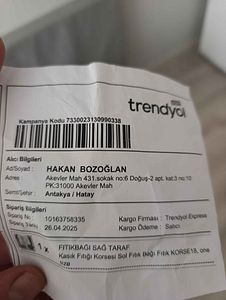 trendyol
Kampanya Kodu 7330023130990338
Alıcı Bilgileri
Ad/Soyad : HAKAN BOZOĞLAN
Adres Akevler Mah 431.sokak no:6 Doğuş-2 apt. kat:3 no:10
PK:31000 Akevler Mah
Semt/Şehir : Antakya / Hatay
Sipariş Bilgileri
Sipariş Nr. : 10163758335 Kargo Firması : Trendyol Express
Sipariş Tarihi 26.04.2025 Kargo Ödeme : Satıcı
1 x FITIKBAĞI SAĞ TARAF
Kasık Fıtığı Korsesi Sol Fıtık Bağı Fıtık KORSE18, one
size